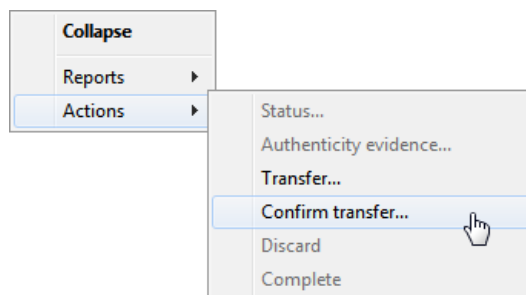 Collapse
Reports
Actions
Status...
Authenticity evidence...
Transfer...
Confirm transfer...
Discard
Complete